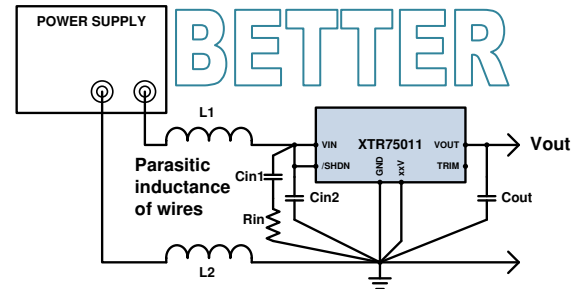 POWER SUPPLY
BETTER
L1
VIN
XTR75011
VOUT
Vout
/SHDN
GND
xxV
TRIM
Parasitic
inductance
of wires
Cin1
Cin2
Cout
Rin
L2